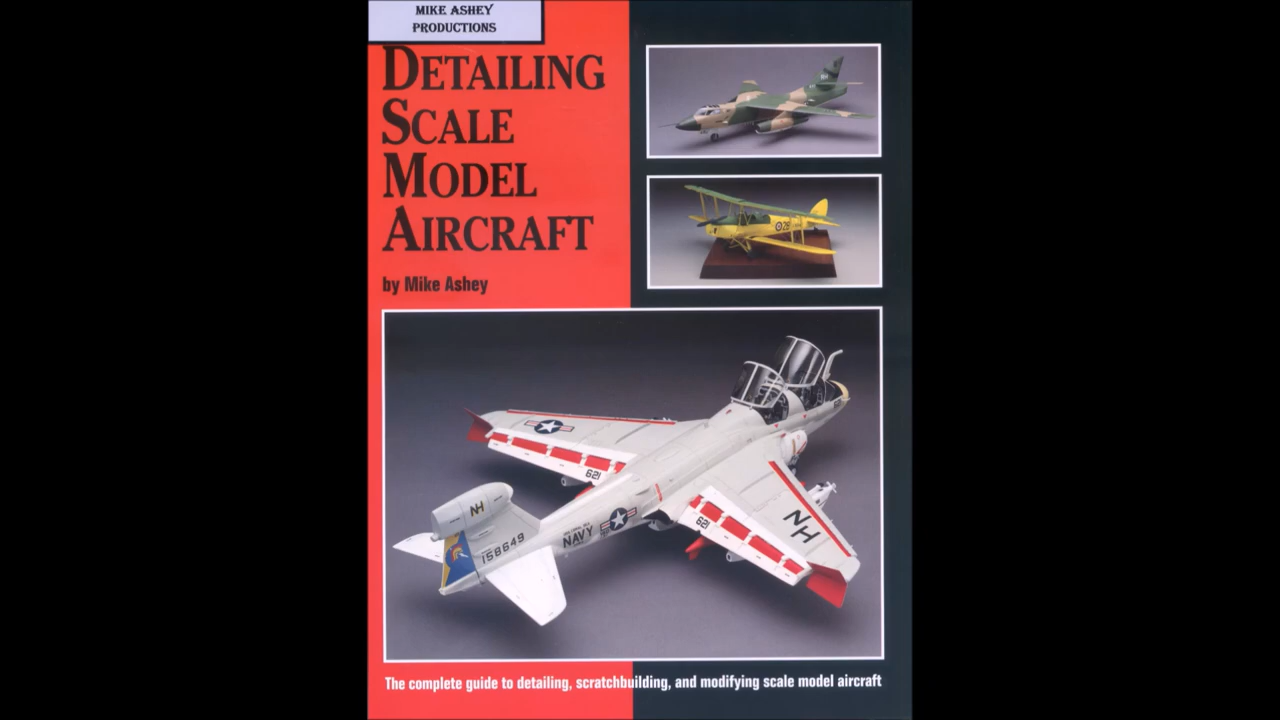 MIKE ASHEY
PRODUCTIONS
DETAILING
SCALE
MODEL
AIRCRAFT
by Mike Ashey
621
NH
NAVY
158649
621
NH
The complete guide to detailing, scratchbuilding, and modifying scale model aircraft